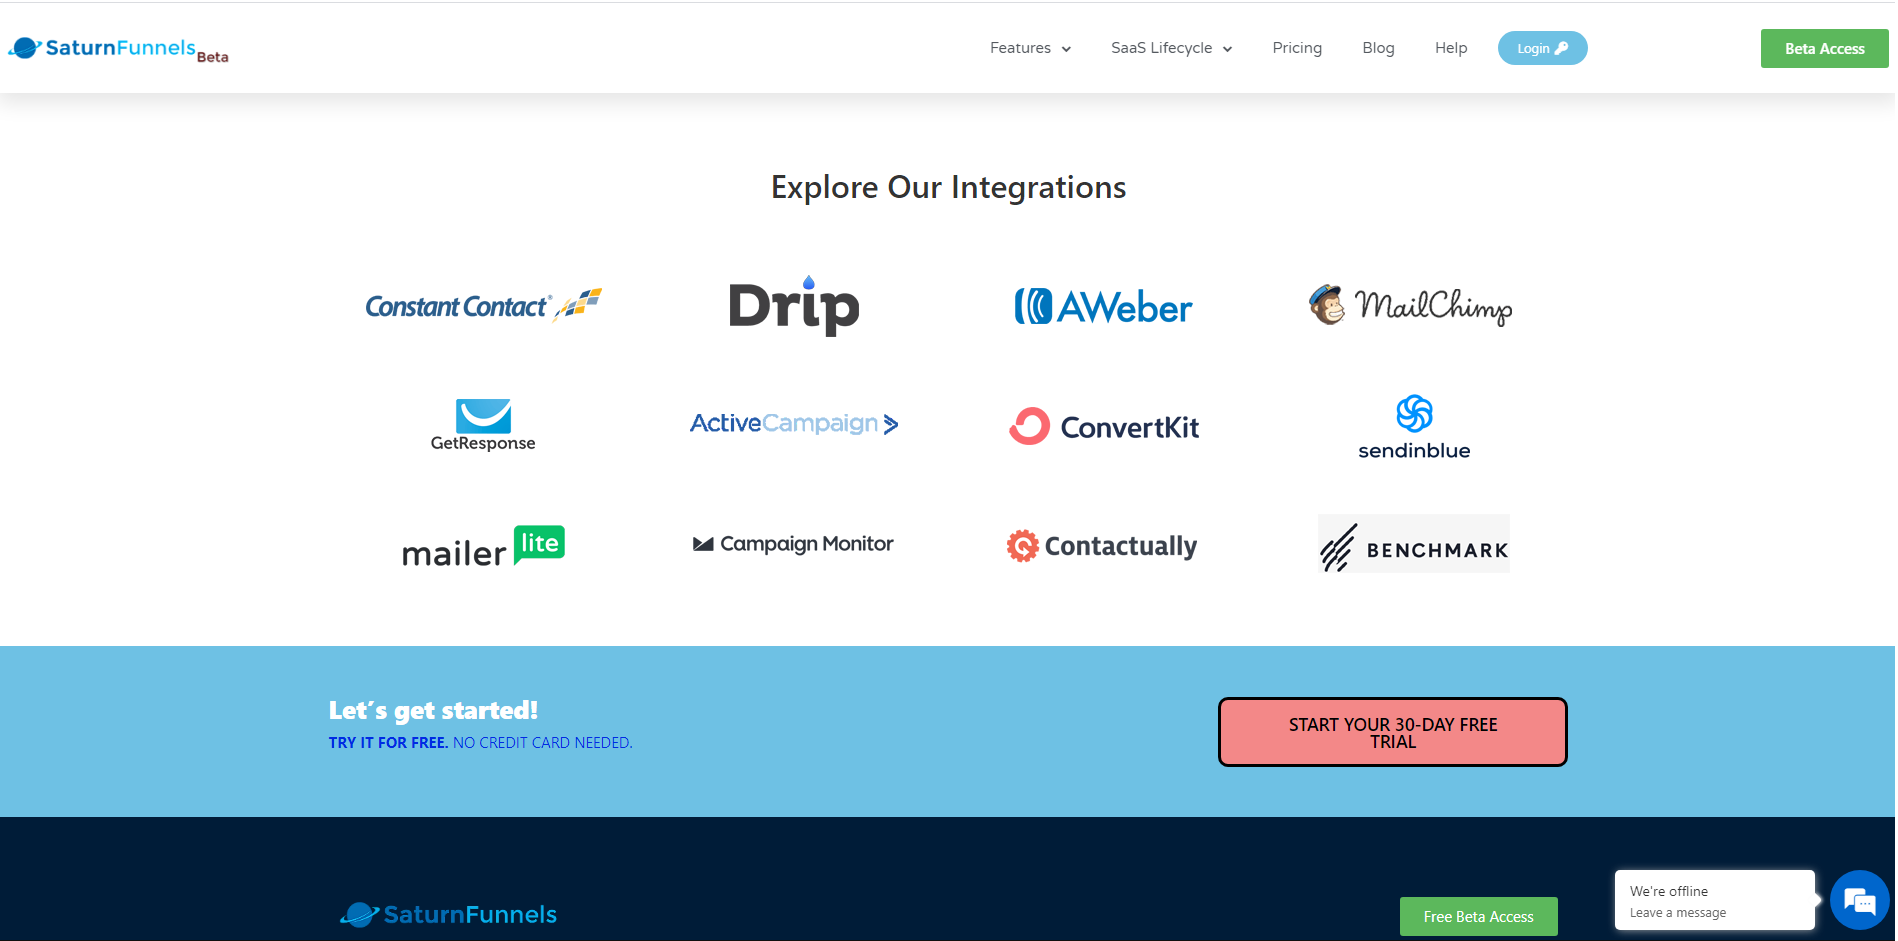 SaturnFunnels Beta
Features
SaaS Lifecycle
Pricing
Blog
Help
Login
Beta Access
Explore Our Integrations
Constant Contact®
Drip
AWeber
MailChimp
GetResponse
ActiveCampaign
ConvertKit
sendinblue
mailer lite
Campaign Monitor
Contactually
BENCHMARK
Let's get started!
TRY IT FOR FREE. NO CREDIT CARD NEEDED.
START YOUR 30-DAY FREE
TRIAL
SaturnFunnels
Free Beta Access
We're offline
Leave a message